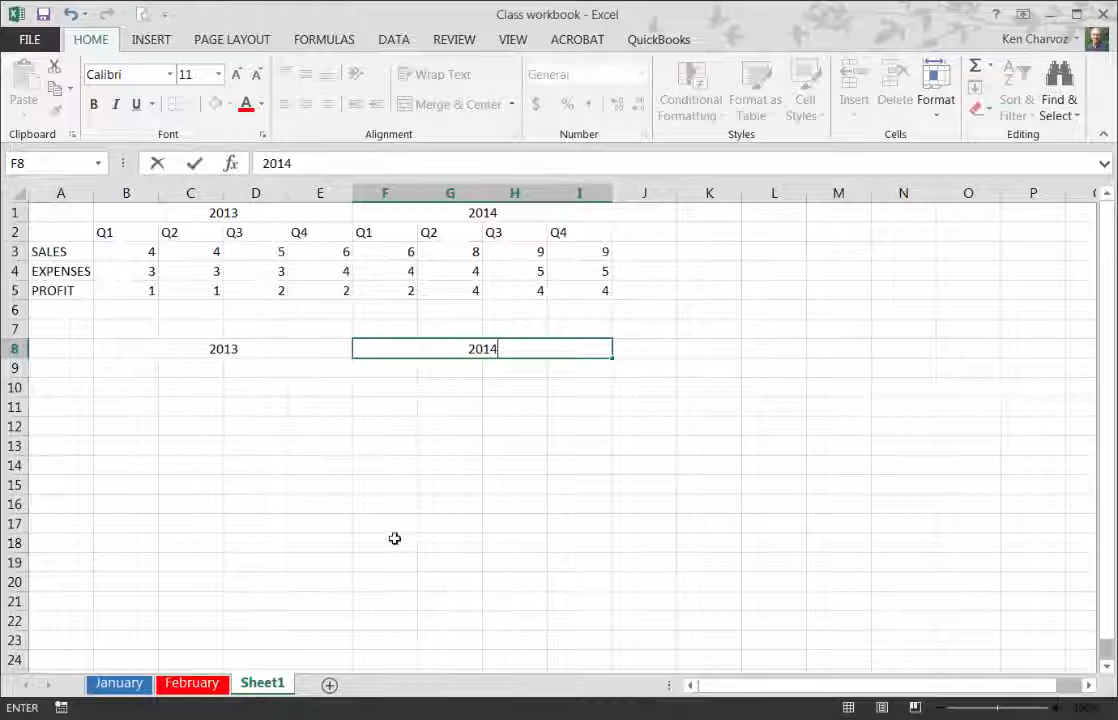 Class workbook - Excel
?
FILE HOME INSERT PAGE LAYOUT FORMULAS DATA REVIEW VIEW ACROBAT QuickBooks Ken Charvoz
Calibri 11 Wrap Text General
Paste B I U A Merge & Center $ % Conditional Formatting Format as Table Cell Styles Insert Delete Format Sort & Filter Find & Select
Clipboard Font Alignment Number Styles Cells Editing
F8 fx 2014
A B C D E F G H I J K L M N O P
1 2013 2014
2 Q1 Q2 Q3 Q4 Q1 Q2 Q3 Q4
3 SALES 4 4 5 6 6 8 9 9
4 EXPENSES 3 3 3 4 4 4 5 5
5 PROFIT 1 1 2 2 2 4 4 4
6
7
8 2013 2014
9
10
11
12
13
14
15
16
17
18
19
20
21
22
23
24
January February Sheet1
ENTER